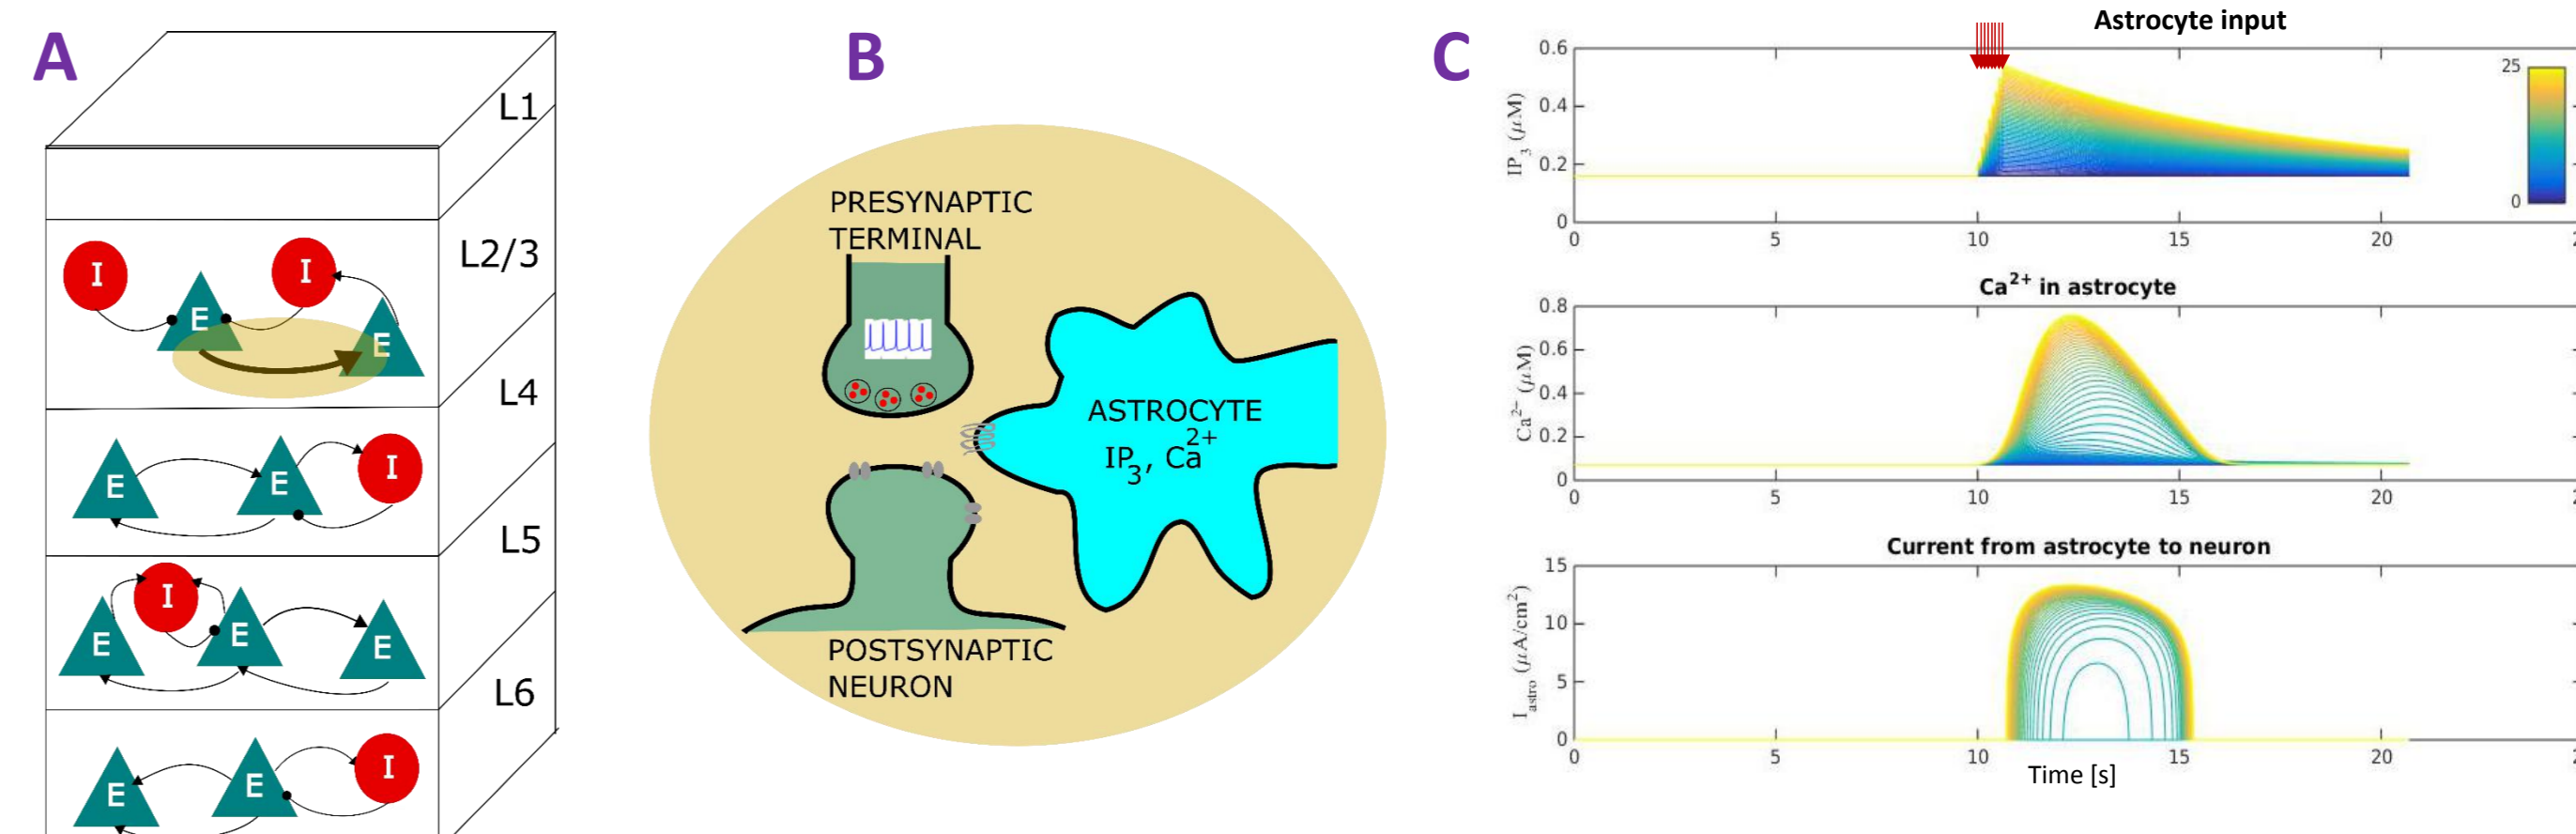 A
L1
L2/3
L4
L5
L6
I
I
E
E
E
E
I
I
E
E
E
E
E
I
B
PRESYNAPTIC
TERMINAL
ASTROCYTE
IP3, Ca2+
POSTSYNAPTIC
NEURON
C
Astrocyte input
IP3 (μM)
0.6
0.4
0.2
0
0 5 10 15 20
25
0
Ca2+ in astrocyte
Ca2− (μM)
0.8
0.6
0.4
0.2
0
0 5 10 15 20
Current from astrocyte to neuron
Iastro (μA/cm2)
15
10
5
0
0 5 10 15 20
Time [s]